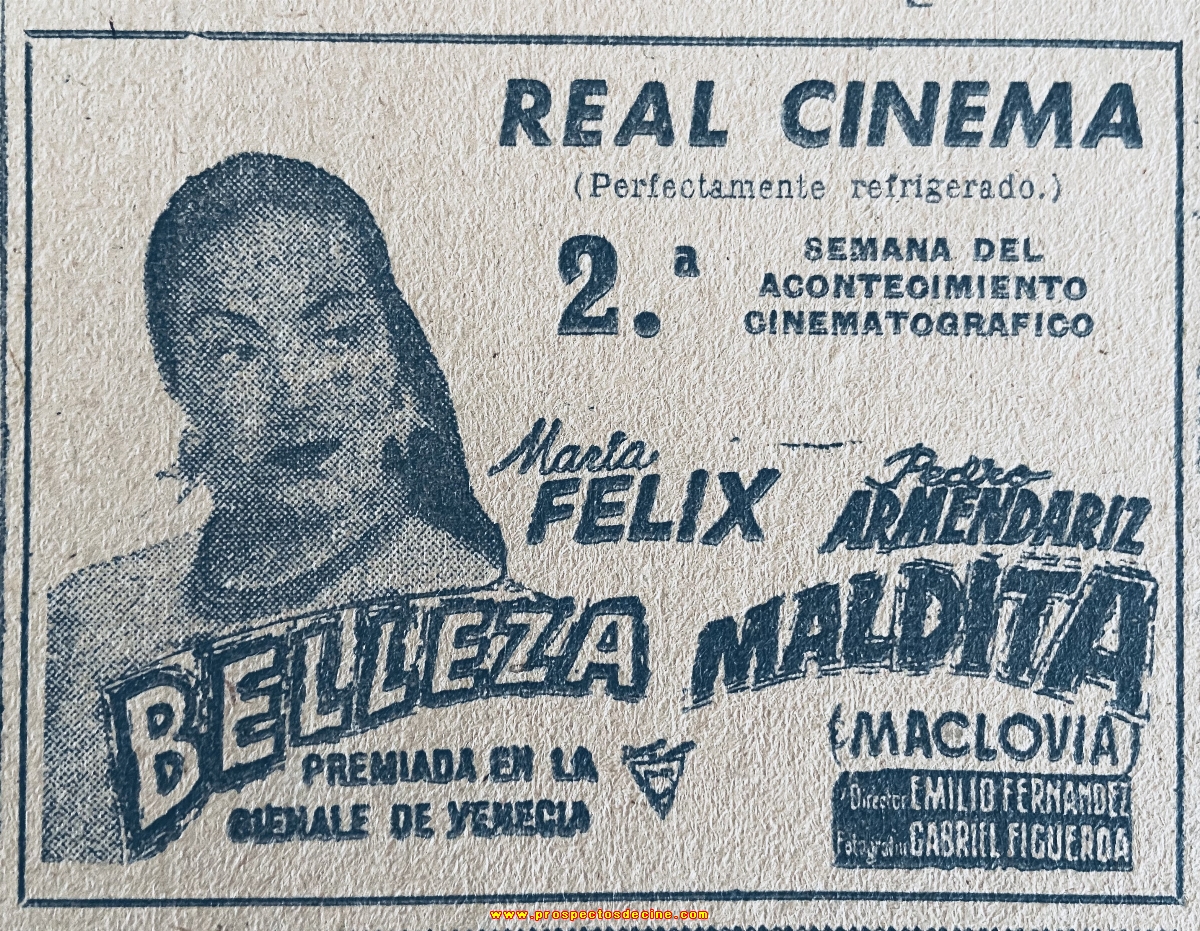 REAL CINEMA
(Perfectamente refrigerado.)
2.ª
SEMANA DEL
ACONTECIMIENTO
CINEMATOGRAFICO
María
FELIX
Pedro
ARMENDARIZ
BELLEZA MALDITA
(MACLOVIA)
PREMIADA EN LA
BIENALE DE VENECIA
Director EMILIO FERNANDEZ
Fotografía GABRIEL FIGUEROA
www.prospectosdecine.com